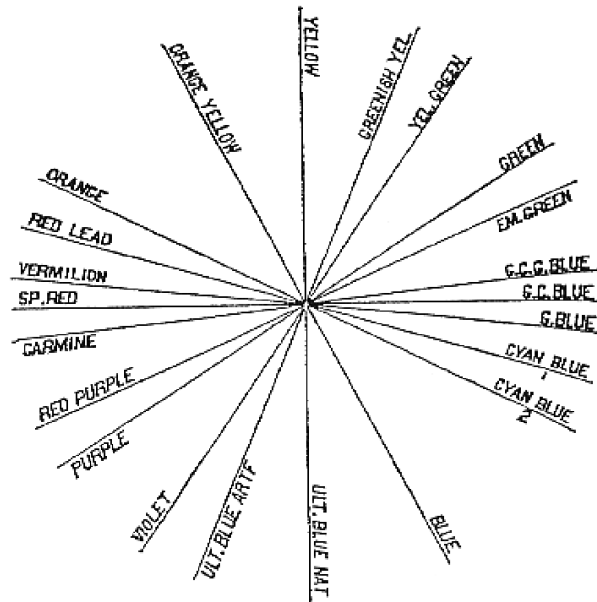 YELLOW
GREENISH YEL.
YEL. GREEN
GREEN
EM. GREEN
G.C.G. BLUE
G.C. BLUE
G. BLUE
CYAN BLUE
1
CYAN BLUE
2
BLUE
ULT. BLUE NAT
ULT. BLUE ARTF
VIOLET
PURPLE
RED PURPLE
CARMINE
SP. RED
VERMILION
RED LEAD
ORANGE
ORANGE YELLOW